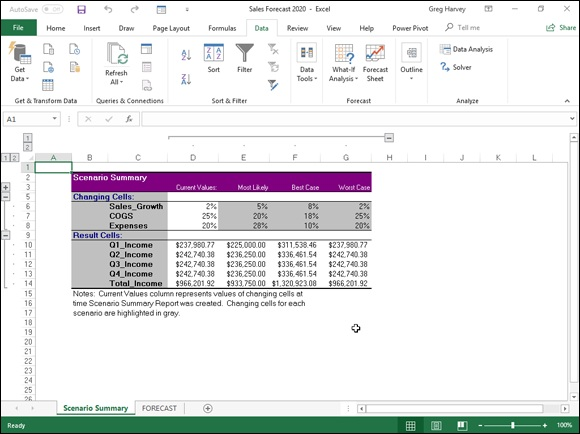 AutoSave Off Sales Forecast 2020 - Excel Greg Harvey
File Home Insert Draw Page Layout Formulas Data Review View Help Power Pivot Tell me Share
Get Data Refresh All Sort Filter Data Tools What-If Analysis Forecast Sheet Outline Data Analysis
Solver
Get & Transform Data Queries & Connections Sort & Filter Forecast Analyze
A1 fx
1
2
1 2 A B C D E F G H I J K L
1
2 Scenario Summary
3 Current Values: Most Likely Best Case Worst Case
5 Changing Cells:
6 Sales_Growth 2% 5% 8% 2%
7 COGS 25% 20% 18% 25%
8 Expenses 20% 28% 10% 20%
9 Result Cells:
10 Q1_Income $237,980.77 $225,000.00 $311,538.46 $237,980.77
11 Q2_Income $242,740.38 $236,250.00 $336,461.54 $242,740.38
12 Q3_Income $242,740.38 $236,250.00 $336,461.54 $242,740.38
13 Q4_Income $242,740.38 $236,250.00 $336,461.54 $242,740.38
14 Total_Income $966,201.92 $933,750.00 $1,320,923.08 $966,201.92
15 Notes: Current Values column represents values of changing cells at
16 time Scenario Summary Report was created. Changing cells for each
17 scenario are highlighted in gray.
18
19
20
21
22
23
24
25
Scenario Summary FORECAST
Ready 100%